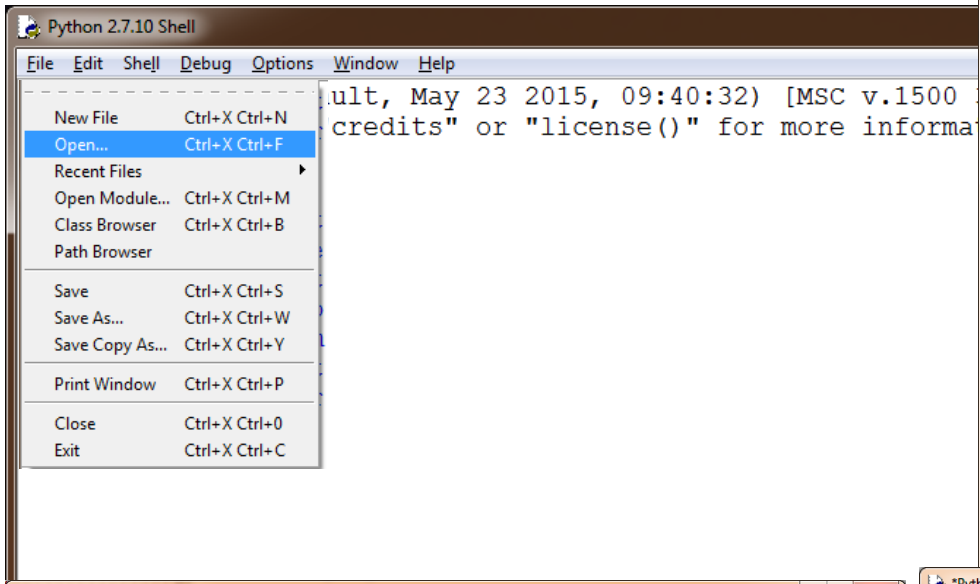 Python 2.7.10 Shell
File Edit Shell Debug Options Window Help
ult, May 23 2015, 09:40:32) [MSC v.1500
"credits" or "license()" for more informa
New File Ctrl+X Ctrl+N
Open... Ctrl+X Ctrl+F
Recent Files
Open Module... Ctrl+X Ctrl+M
Class Browser Ctrl+X Ctrl+B
Path Browser
Save Ctrl+X Ctrl+S
Save As... Ctrl+X Ctrl+W
Save Copy As... Ctrl+X Ctrl+Y
Print Window Ctrl+X Ctrl+P
Close Ctrl+X Ctrl+0
Exit Ctrl+X Ctrl+C